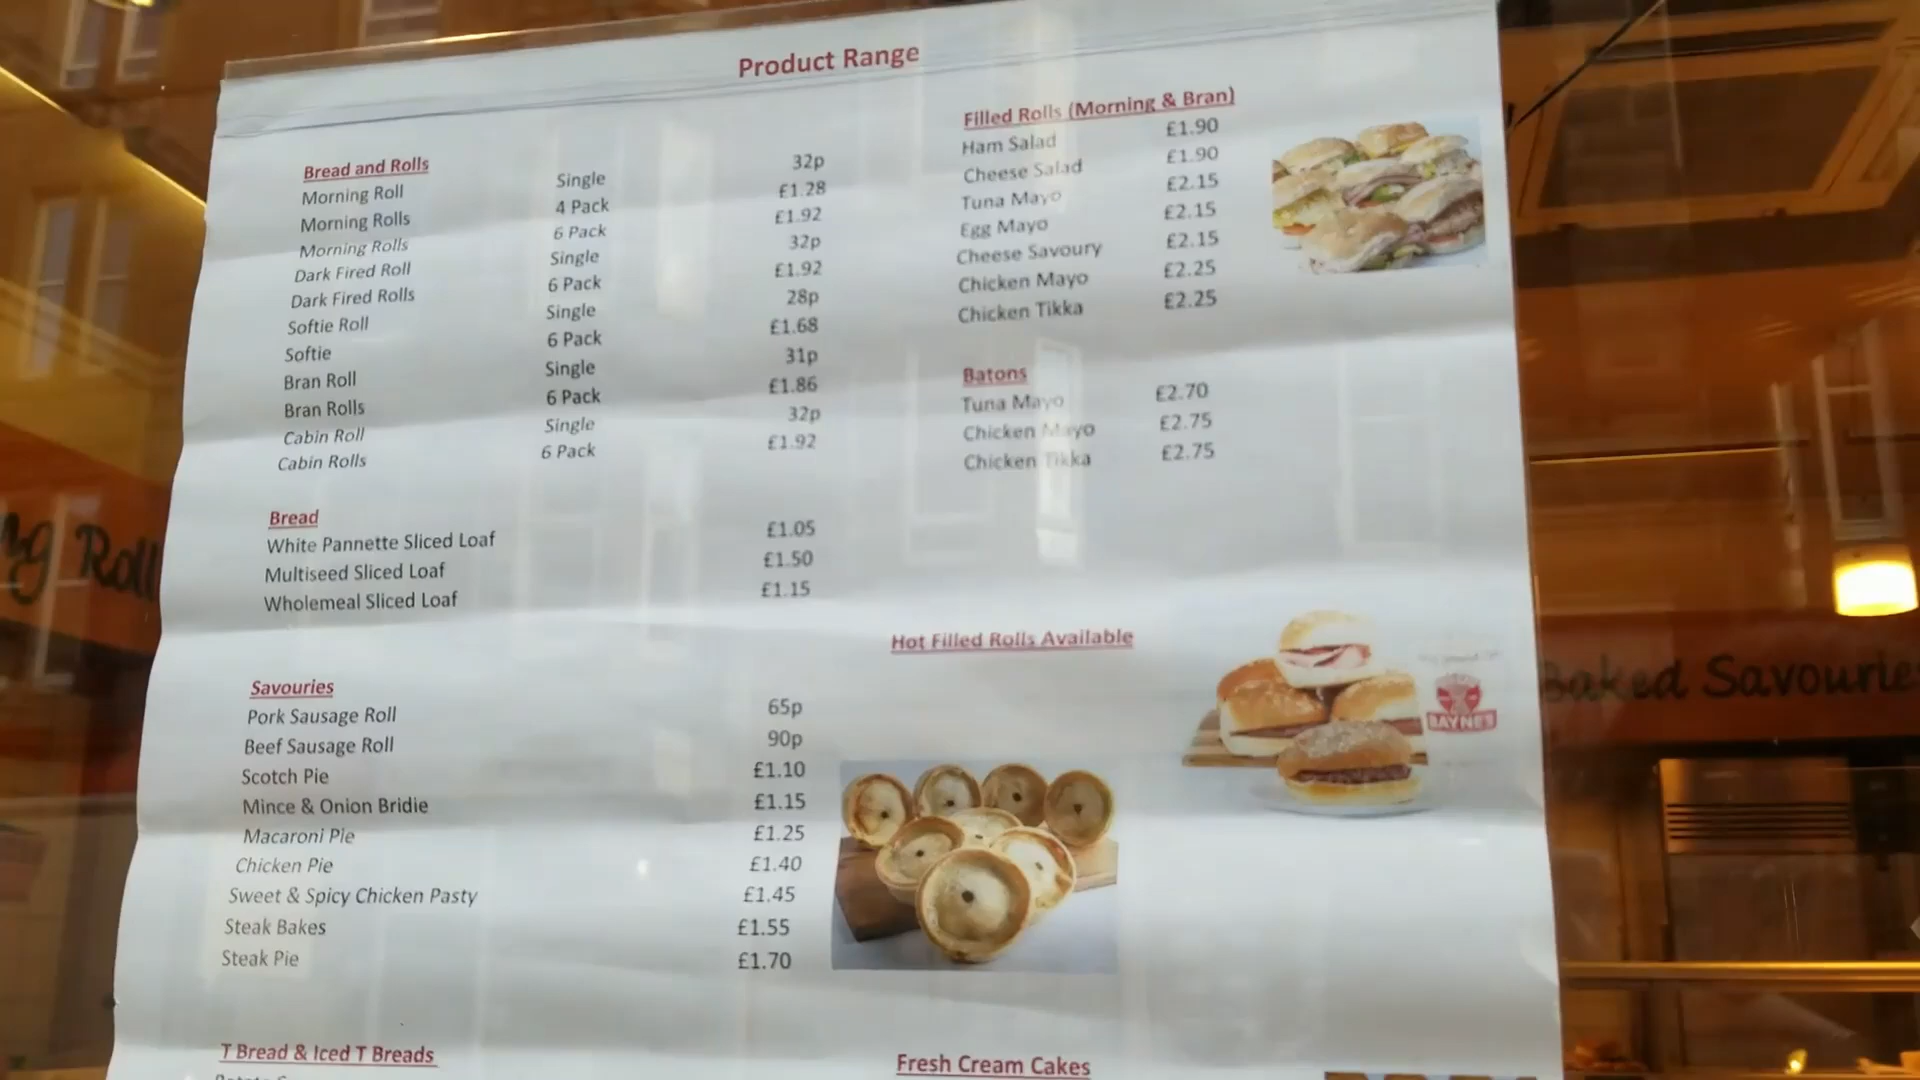 Product Range
Bread and Rolls
Morning Roll Single 32p
Morning Rolls 4 Pack £1.28
Morning Rolls 6 Pack £1.92
Dark Fired Roll Single 32p
Dark Fired Rolls 6 Pack £1.92
Softie Roll Single 28p
Softie 6 Pack £1.68
Bran Roll Single 31p
Bran Rolls 6 Pack £1.86
Cabin Roll Single 32p
Cabin Rolls 6 Pack £1.92
Bread
White Pannette Sliced Loaf £1.05
Multiseed Sliced Loaf £1.50
Wholemeal Sliced Loaf £1.15
Savouries
Pork Sausage Roll 65p
Beef Sausage Roll 90p
Scotch Pie £1.10
Mince & Onion Bridie £1.15
Macaroni Pie £1.25
Chicken Pie £1.40
Sweet & Spicy Chicken Pasty £1.45
Steak Bakes £1.55
Steak Pie £1.70
T Bread & Iced T Breads
Filled Rolls (Morning & Bran)
Ham Salad £1.90
Cheese Salad £1.90
Tuna Mayo £2.15
Egg Mayo £2.15
Cheese Savoury £2.15
Chicken Mayo £2.25
Chicken Tikka £2.25
Batons
Tuna Mayo £2.70
Chicken Mayo £2.75
Chicken Tikka £2.75
Hot Filled Rolls Available
BAYNES
Fresh Cream Cakes
Roll
Baked Savourie